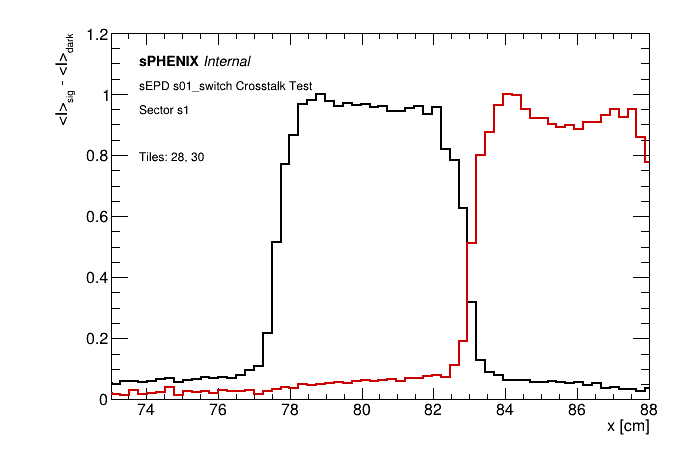 <I>sig - <I>dark
1.2
1
0.8
0.6
0.4
0.2
0
sPHENIX Internal
sEPD s01_switch Crosstalk Test
Sector s1
Tiles: 28, 30
74 76 78 80 82 84 86 88
x [cm]